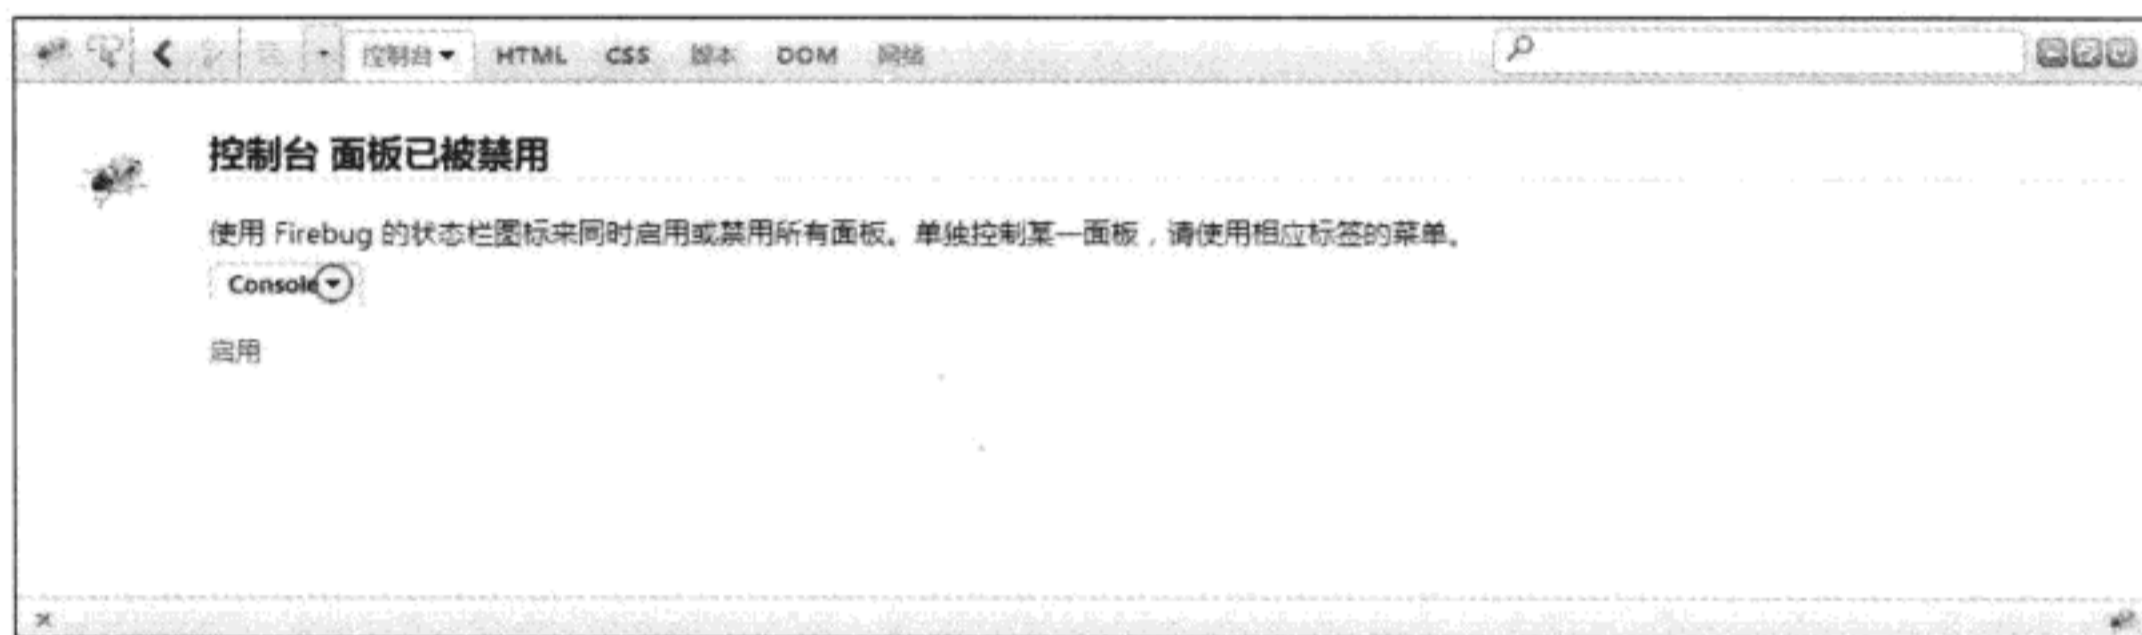 控制台 HTML CSS 脚本 DOM 网络
控制台 面板已被禁用
使用 Firebug 的状态栏图标来同时启用或禁用所有面板。单独控制某一面板，请使用相应标签的菜单。
Console
启用